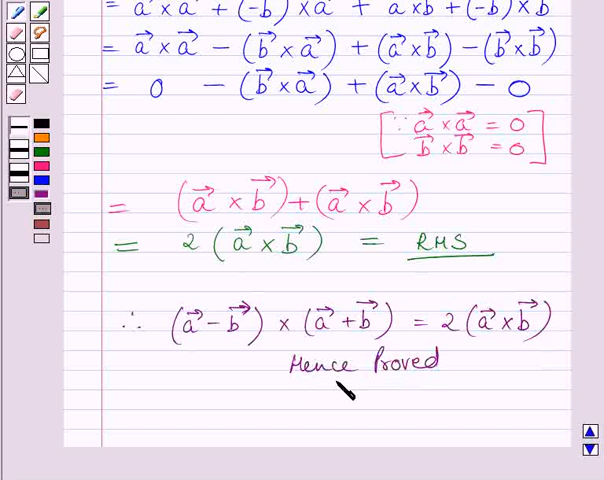 = a⃗ × a⃗ + (-b⃗) × a⃗ + a⃗ × b⃗ + (-b⃗) × b⃗
= a⃗ × a⃗ − (b⃗ × a⃗) + (a⃗ × b⃗) − (b⃗ × b⃗)
= 0 − (b⃗ × a⃗) + (a⃗ × b⃗) − 0
[∵ a⃗ × a⃗ = 0
b⃗ × b⃗ = 0]
= (a⃗ × b⃗) + (a⃗ × b⃗)
= 2 (a⃗ × b⃗) = RHS
∴ (a⃗ − b⃗) × (a⃗ + b⃗) = 2 (a⃗ × b⃗)
Hence Proved